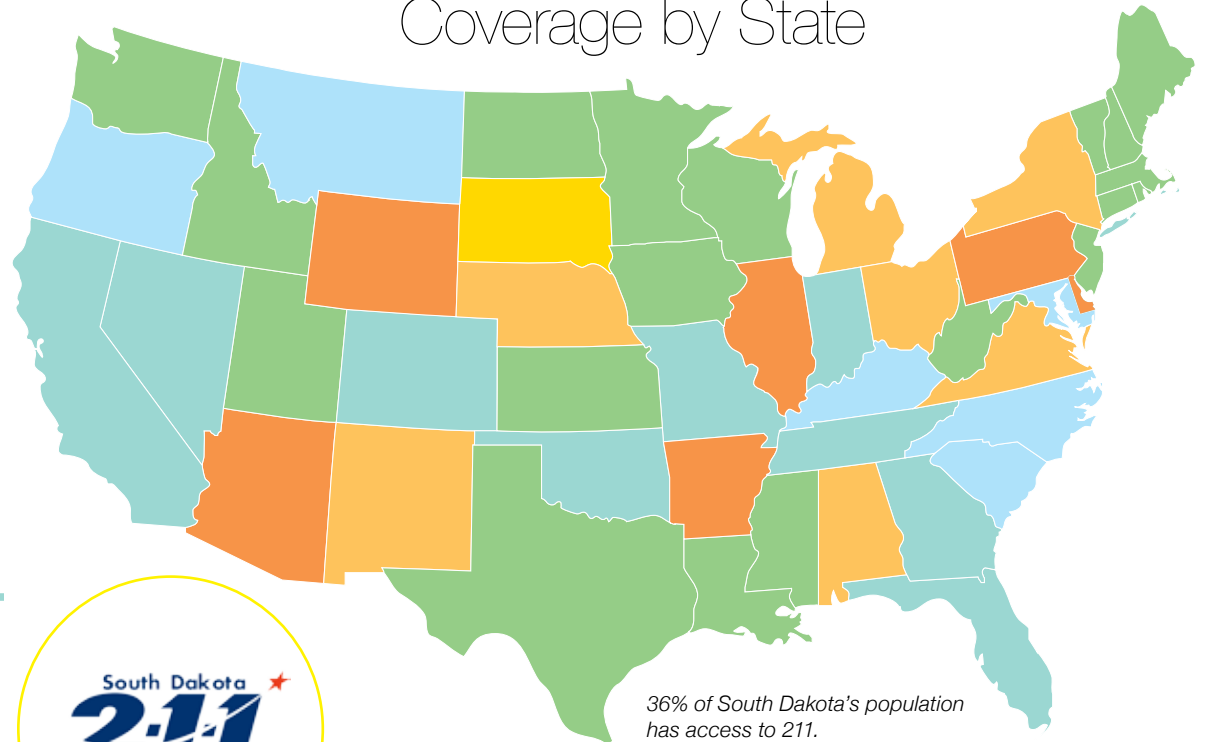 Coverage by State
South Dakota
2·1·1
36% of South Dakota's population
has access to 211.